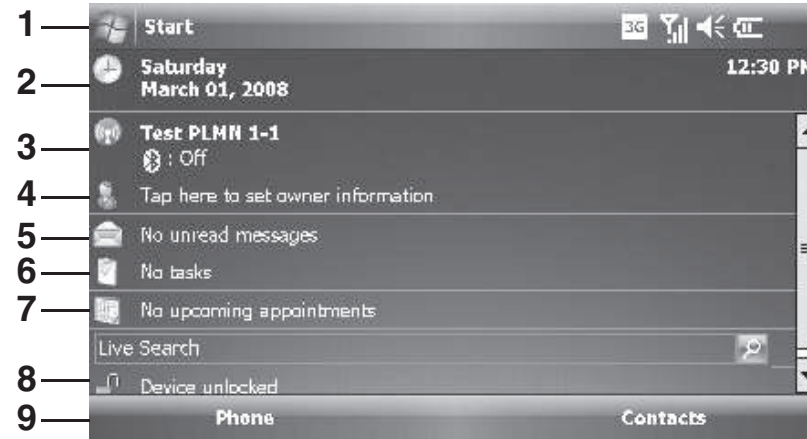 1 Start 3G
2 Saturday 12:30 PM
March 01, 2008
3 Test PLMN 1-1
: Off
4 Tap here to set owner information
5 No unread messages
6 No tasks
7 No upcoming appointments
Live Search
8 Device unlocked
9 Phone Contacts